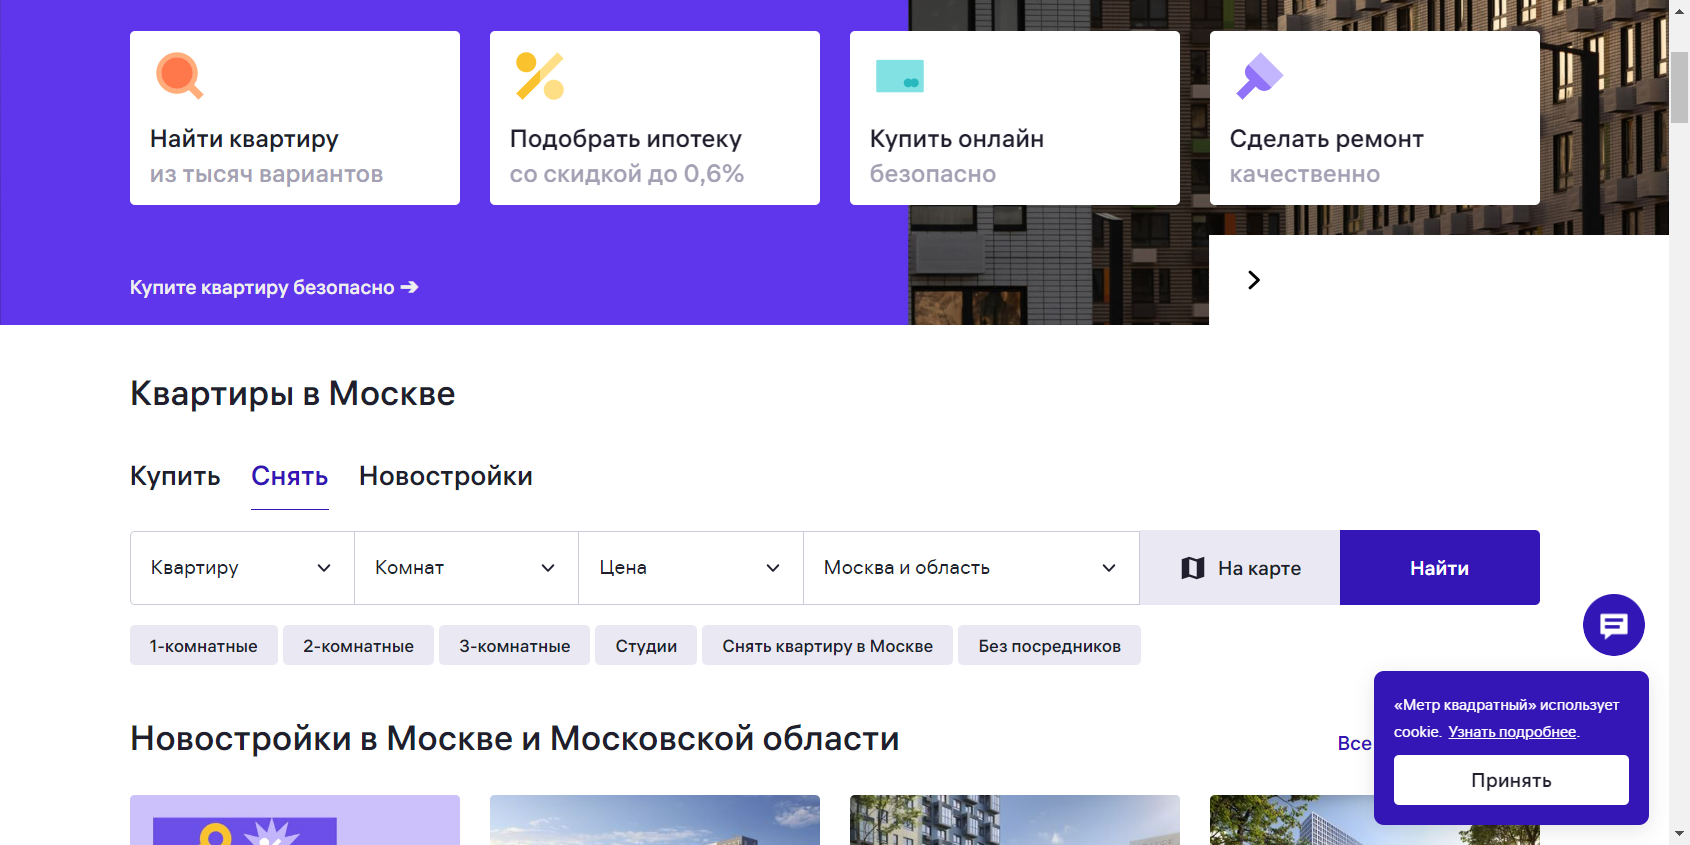 Найти квартиру
из тысяч вариантов
Подобрать ипотеку
со скидкой до 0,6%
Купить онлайн
безопасно
Сделать ремонт
качественно
Купите квартиру безопасно ➔
Квартиры в Москве
Купить Снять Новостройки
Квартиру Комнат Цена Москва и область На карте Найти
1-комнатные 2-комнатные 3-комнатные Студии Снять квартиру в Москве Без посредников
Новостройки в Москве и Московской области
Все
«Метр квадратный» использует
cookie. Узнать подробнее.
Принять